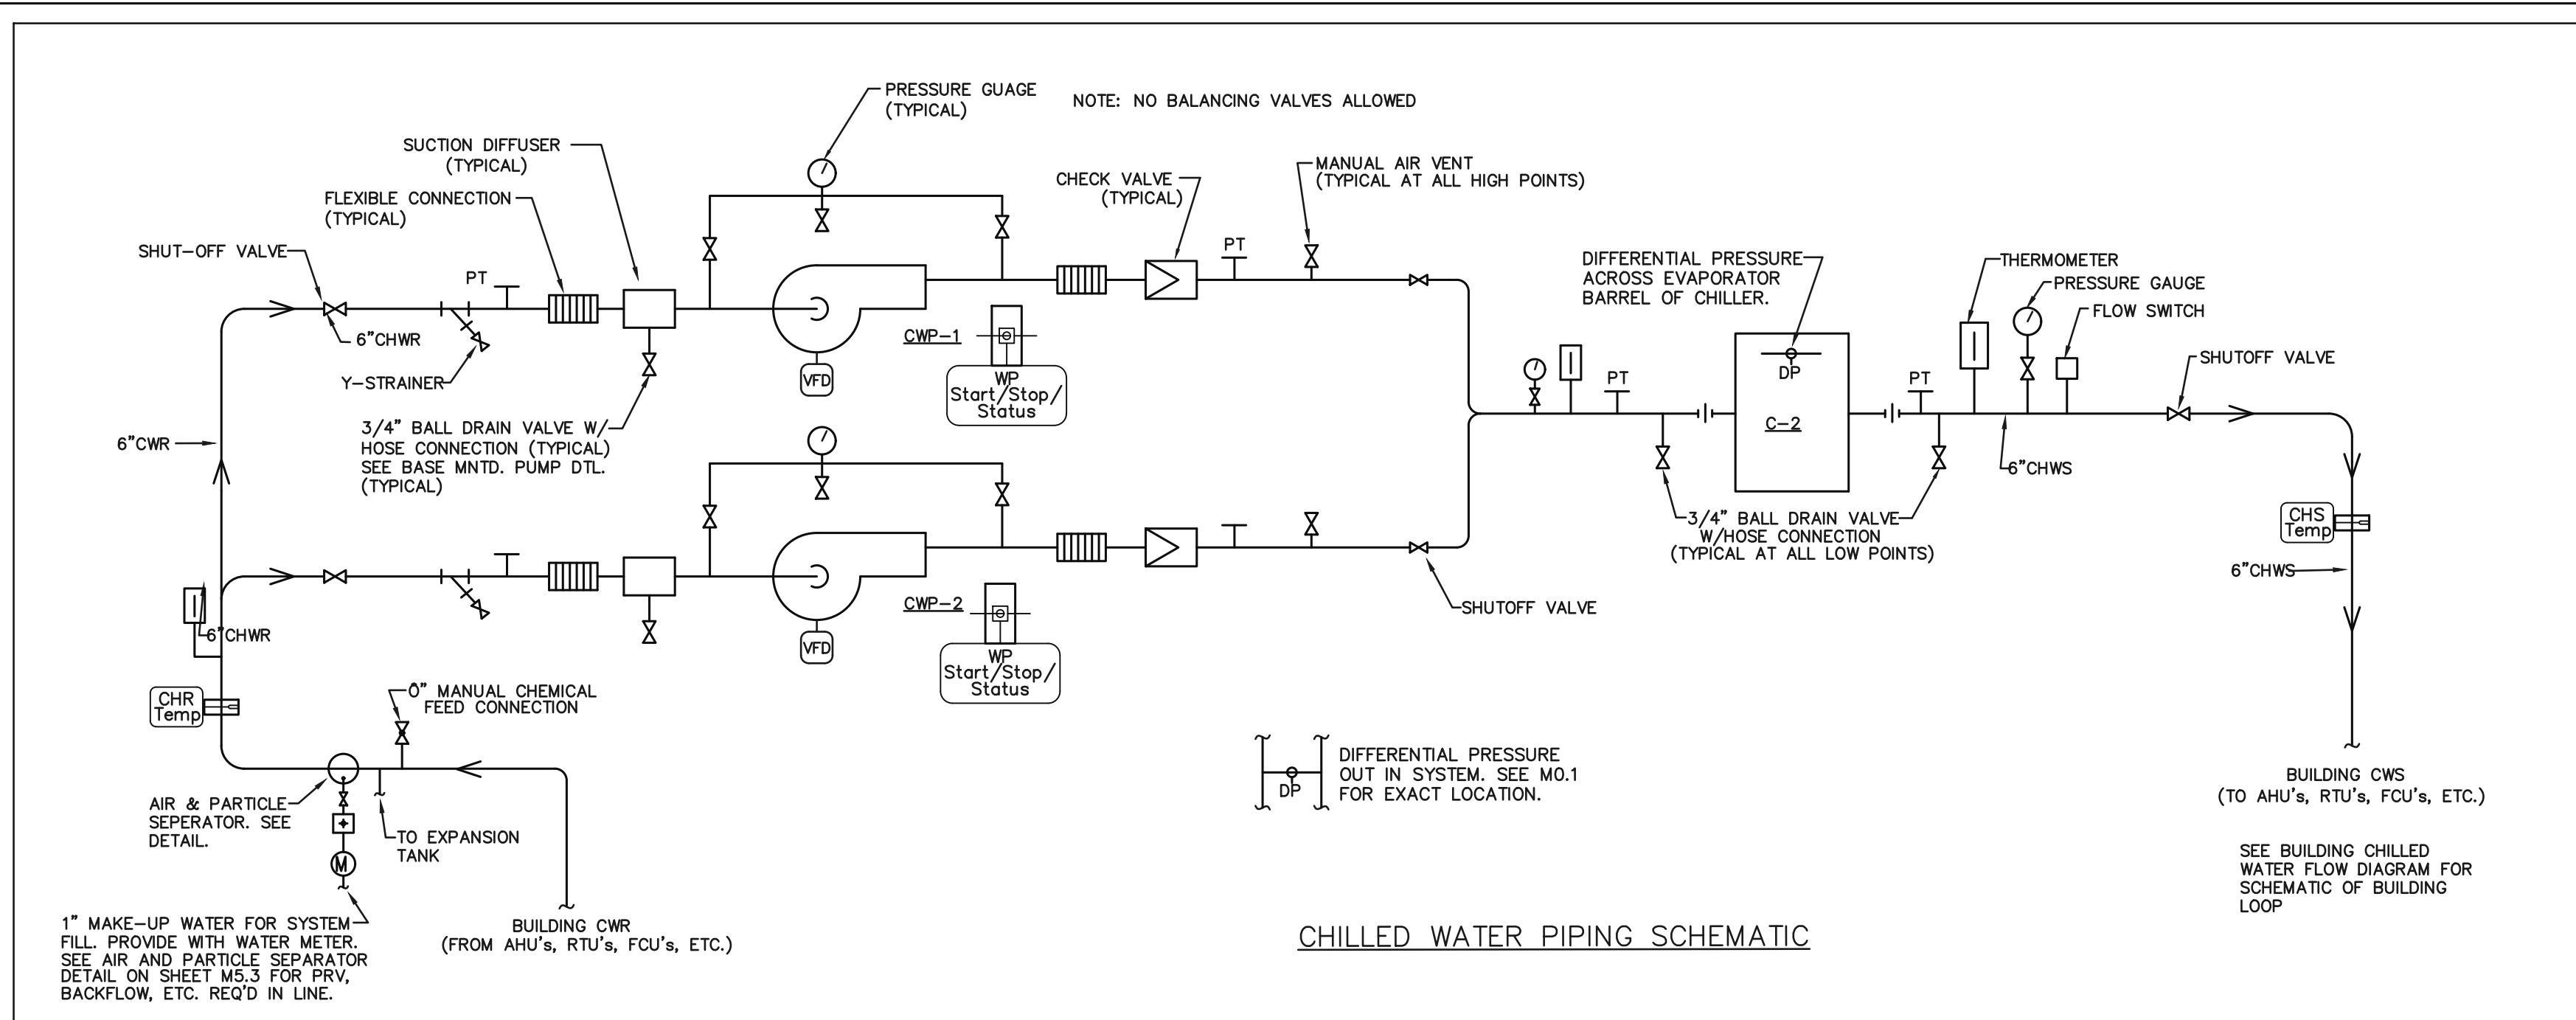 PRESSURE GUAGE
(TYPICAL)
NOTE: NO BALANCING VALVES ALLOWED
SUCTION DIFFUSER
(TYPICAL)
FLEXIBLE CONNECTION
(TYPICAL)
SHUT-OFF VALVE
PT
6"CHWR
Y-STRAINER
6"CWR
3/4" BALL DRAIN VALVE W/
HOSE CONNECTION (TYPICAL)
SEE BASE MNTD. PUMP DTL.
(TYPICAL)
VFD
CWP-1
WP
Start/Stop/
Status
CHECK VALVE
(TYPICAL)
PT
MANUAL AIR VENT
(TYPICAL AT ALL HIGH POINTS)
DIFFERENTIAL PRESSURE
ACROSS EVAPORATOR
BARREL OF CHILLER.
PT
DP
C-2
PT
THERMOMETER
PRESSURE GAUGE
FLOW SWITCH
SHUTOFF VALVE
6"CHWS
3/4" BALL DRAIN VALVE
W/HOSE CONNECTION
(TYPICAL AT ALL LOW POINTS)
CHS
Temp
6"CHWS
SHUTOFF VALVE
CWP-2
VFD
WP
Start/Stop/
Status
6"CHWR
CHR
Temp
0" MANUAL CHEMICAL
FEED CONNECTION
AIR & PARTICLE
SEPERATOR. SEE
DETAIL.
TO EXPANSION
TANK
M
1" MAKE-UP WATER FOR SYSTEM
FILL. PROVIDE WITH WATER METER.
SEE AIR AND PARTICLE SEPARATOR
DETAIL ON SHEET M5.3 FOR PRV,
BACKFLOW, ETC. REQ'D IN LINE.
BUILDING CWR
(FROM AHU's, RTU's, FCU's, ETC.)
DP
DIFFERENTIAL PRESSURE
OUT IN SYSTEM. SEE M0.1
FOR EXACT LOCATION.
BUILDING CWS
(TO AHU's, RTU's, FCU's, ETC.)
SEE BUILDING CHILLED
WATER FLOW DIAGRAM FOR
SCHEMATIC OF BUILDING
LOOP
CHILLED WATER PIPING SCHEMATIC